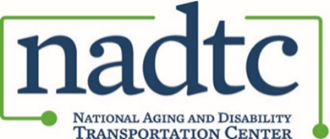 nadtc
National Aging and Disability
Transportation Center